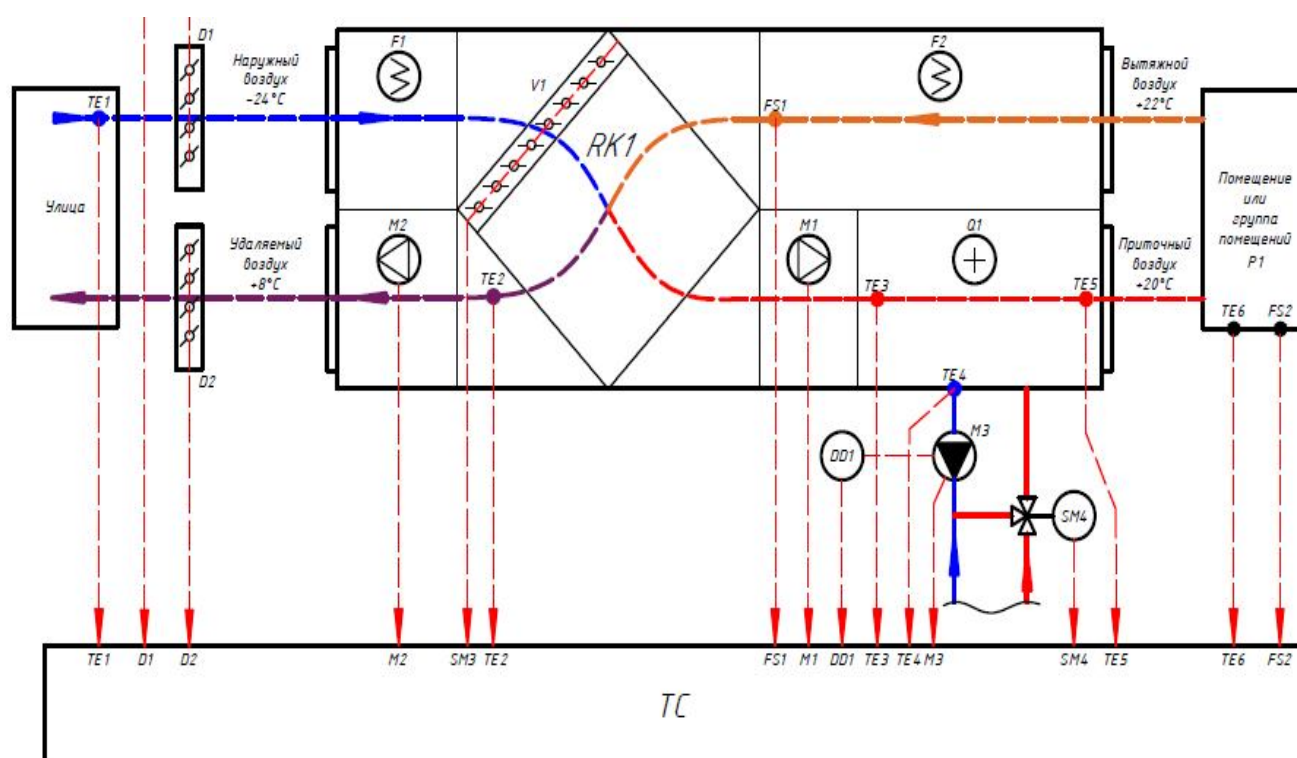 D1
Наружный
воздух
-24°C
F1
V1
RK1
F2
FS1
Вытяжной
воздух
+22°C
TE1
Улица
Помещение
или
группа
помещений
P1
Удаляемый
воздух
+8°C
M2
TE2
M1
Q1
TE3
TE5
Приточный
воздух
+20°C
TE6
FS2
D2
TE4
M3
DD1
SM4
TE1 D1 D2 M2 SM3 TE2 FS1 M1 DD1 TE3 TE4 M3 SM4 TE5 TE6 FS2
TC